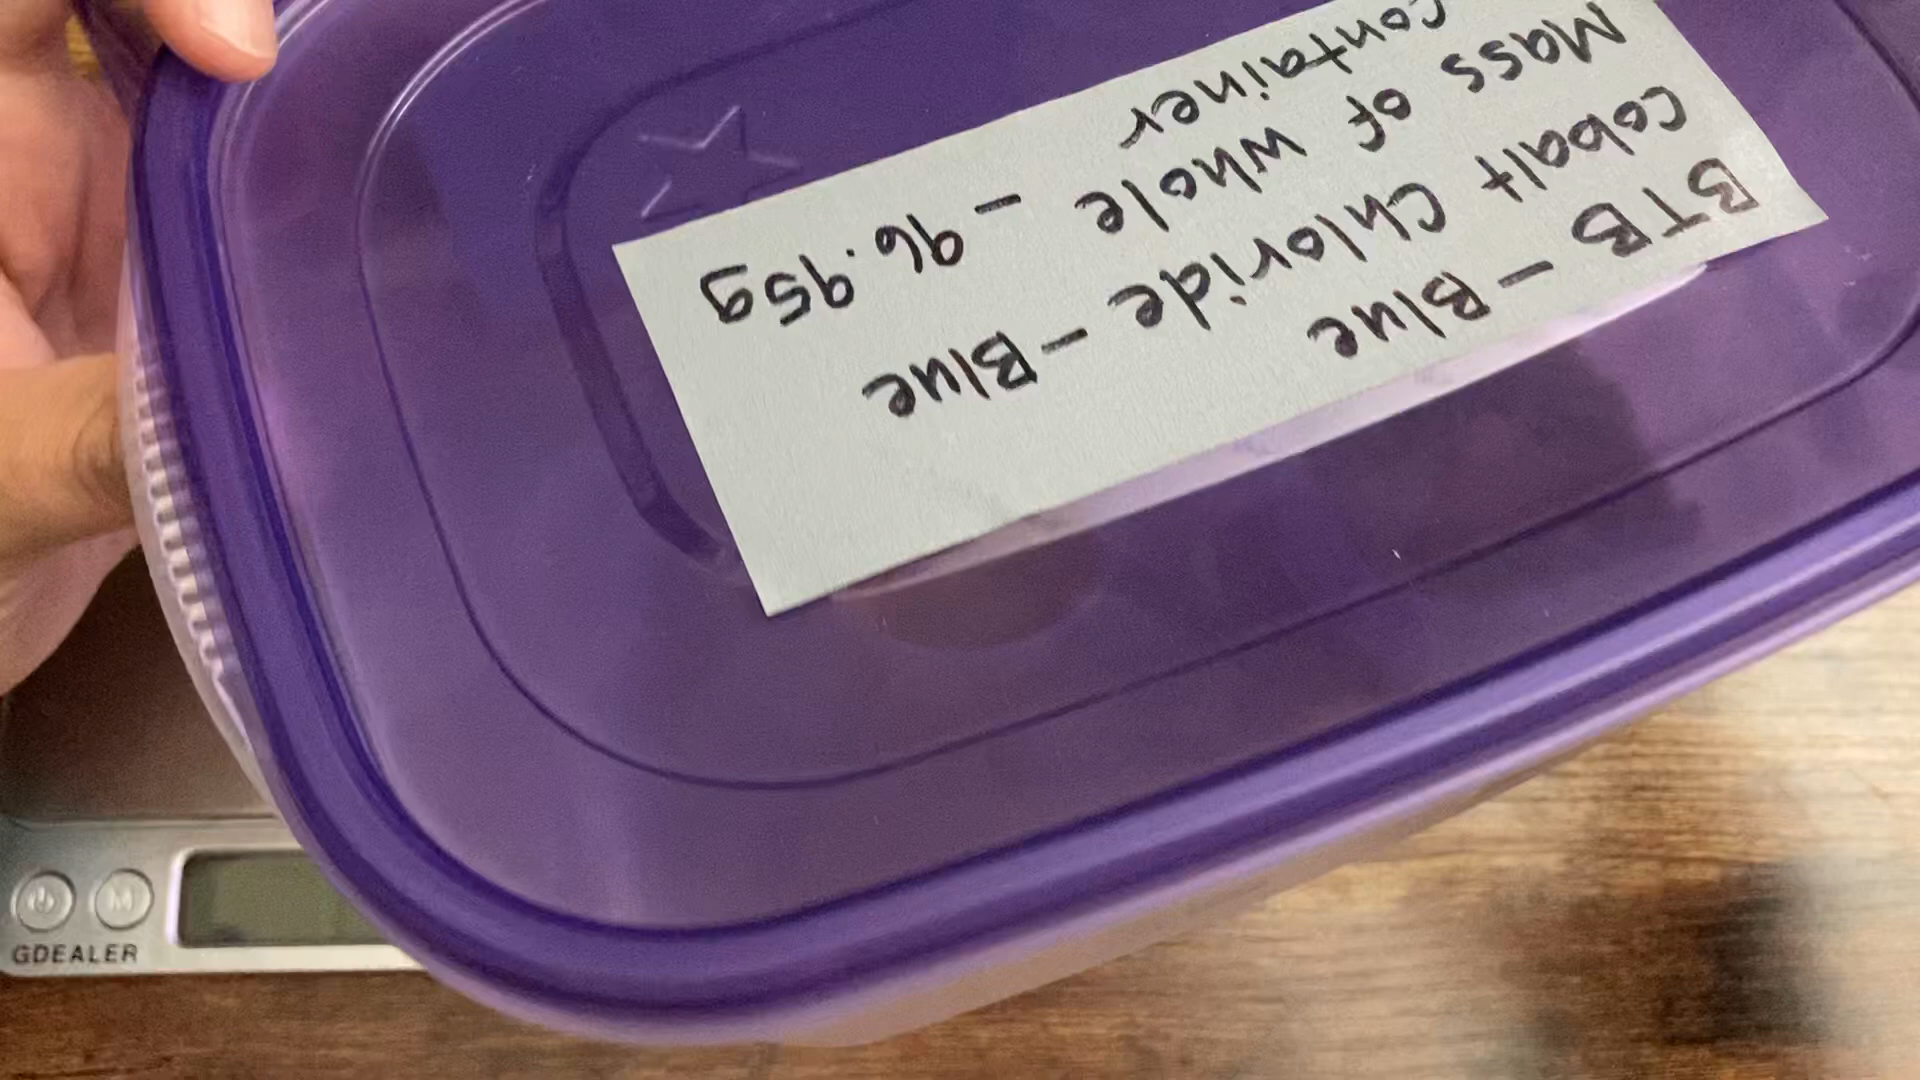 BTB - Blue
Cobalt Chloride - Blue
Mass of whole - 96.95g
container
M
GDEALER